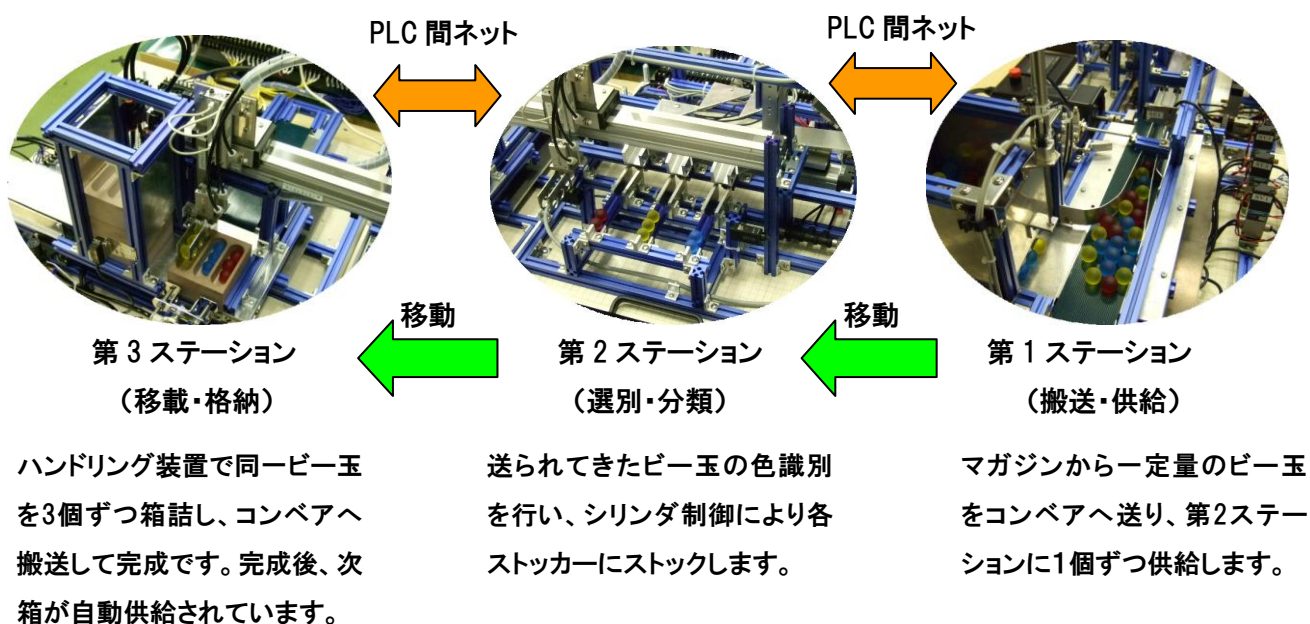 PLC 間ネット
PLC 間ネット
移動
移動
第 3 ステーション
（移載・格納）
第 2 ステーション
（選別・分類）
第 1 ステーション
（搬送・供給）
ハンドリング装置で同一ビー玉
を3個ずつ箱詰し、コンベアへ
搬送して完成です。完成後、次
箱が自動供給されています。
送られてきたビー玉の色識別
を行い、シリンダ制御により各
ストッカーにストックします。
マガジンから一定量のビー玉
をコンベアへ送り、第2ステー
ションに1個ずつ供給します。